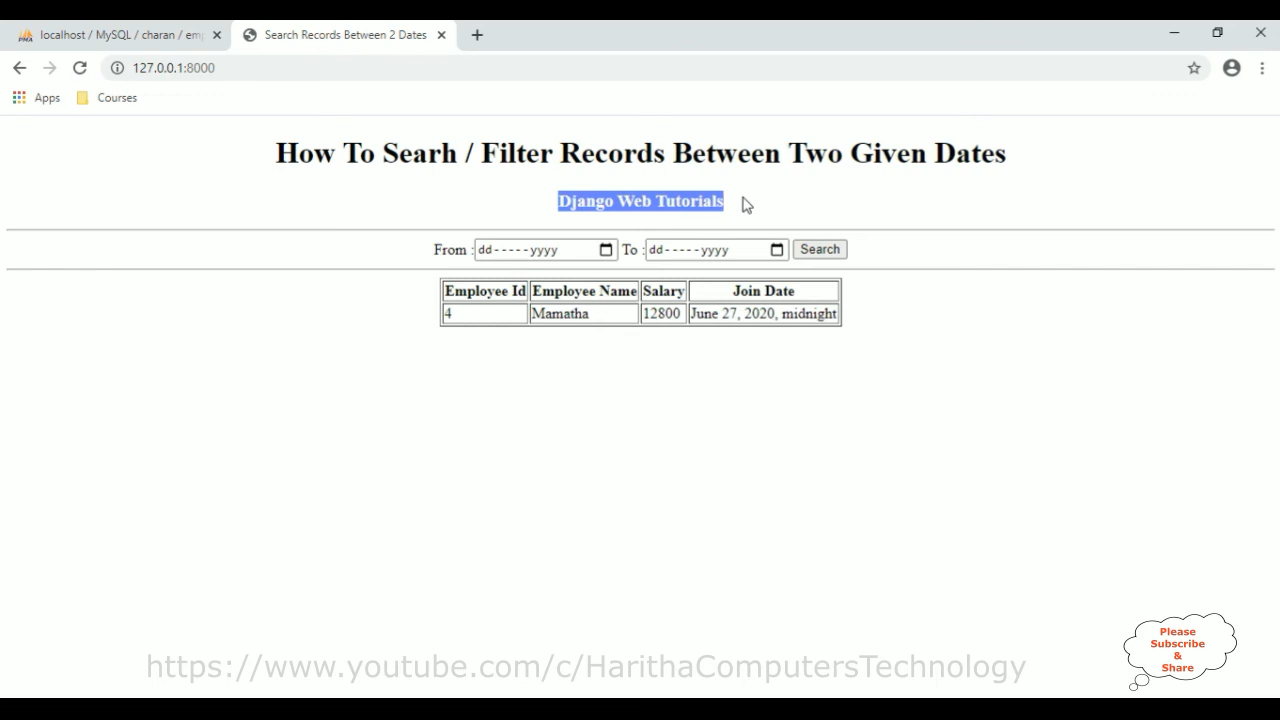 localhost / MySQL / charan / emp
Search Records Between 2 Dates
127.0.0.1:8000
Apps
Courses
How To Searh / Filter Records Between Two Given Dates
Django Web Tutorials
From : dd-----yyyy To : dd-----yyyy Search
Employee Id Employee Name Salary Join Date
4 Mamatha 12800 June 27, 2020, midnight
Please
Subscribe
&
Share
https://www.youtube.com/c/HarithaComputersTechnology